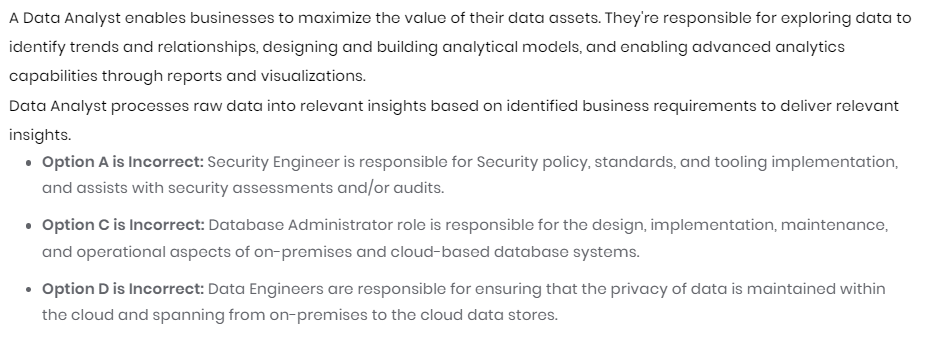 A Data Analyst enables businesses to maximize the value of their data assets. They're responsible for exploring data to
identify trends and relationships, designing and building analytical models, and enabling advanced analytics
capabilities through reports and visualizations.
Data Analyst processes raw data into relevant insights based on identified business requirements to deliver relevant
insights.
• Option A is Incorrect: Security Engineer is responsible for Security policy, standards, and tooling implementation,
and assists with security assessments and/or audits.
• Option C is Incorrect: Database Administrator role is responsible for the design, implementation, maintenance,
and operational aspects of on-premises and cloud-based database systems.
• Option D is Incorrect: Data Engineers are responsible for ensuring that the privacy of data is maintained within
the cloud and spanning from on-premises to the cloud data stores.